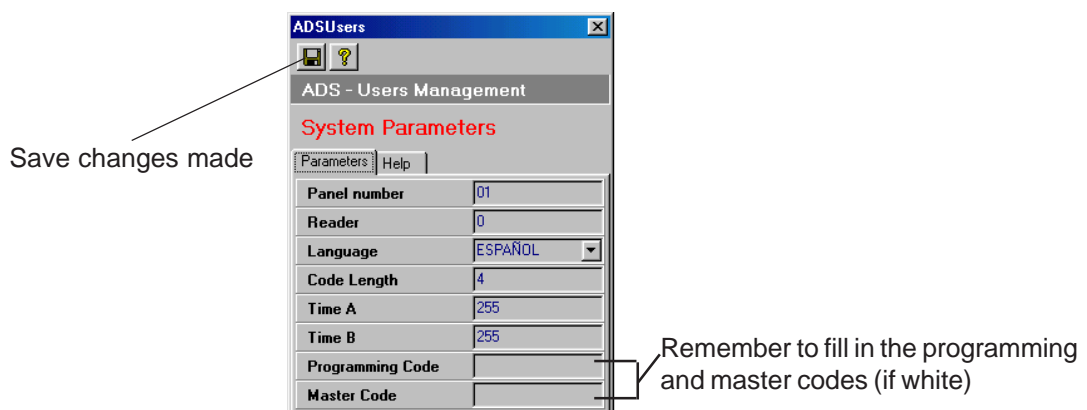 ADSUsers
ADS - Users Management
System Parameters
Save changes made
Parameters Help
Panel number 01
Reader 0
Language ESPAÑOL
Code Length 4
Time A 255
Time B 255
Programming Code
Master Code
Remember to fill in the programming
and master codes (if white)